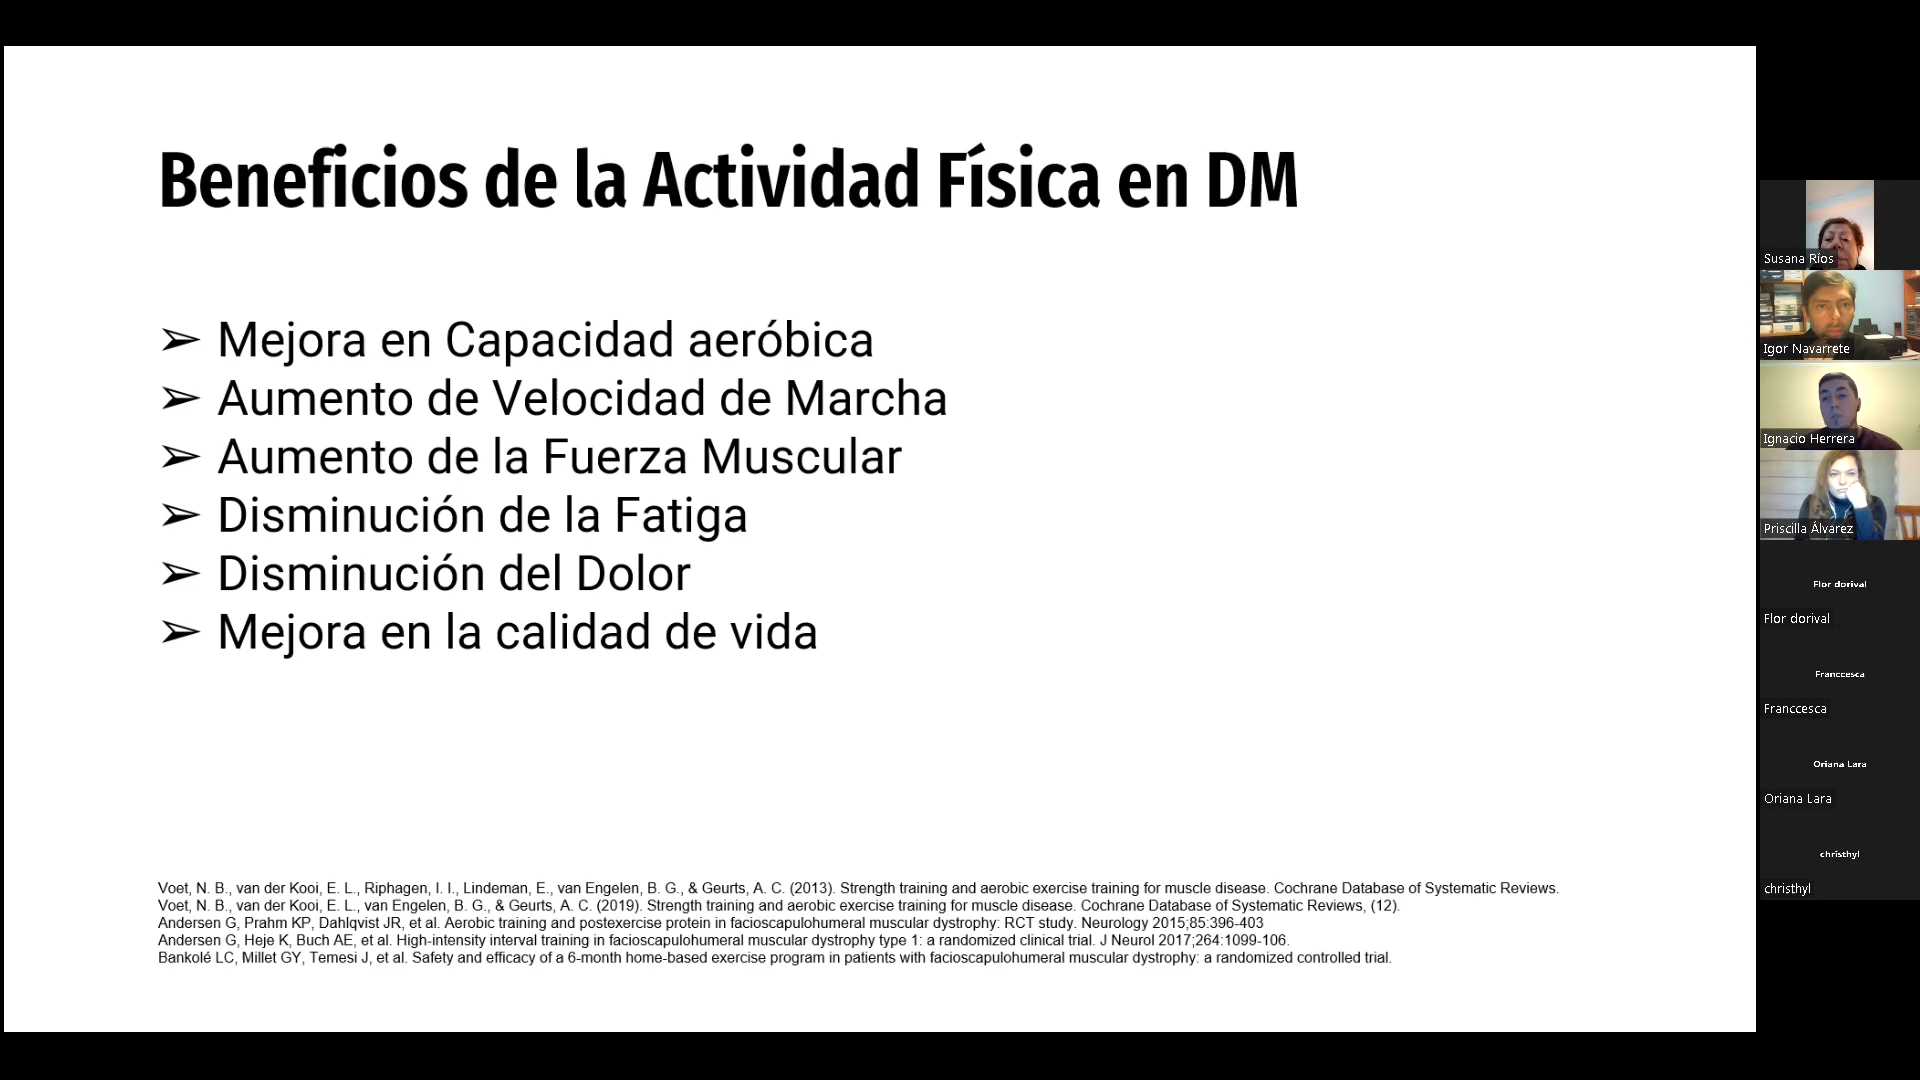 Beneficios de la Actividad Física en DM
➢ Mejora en Capacidad aeróbica
➢ Aumento de Velocidad de Marcha
➢ Aumento de la Fuerza Muscular
➢ Disminución de la Fatiga
➢ Disminución del Dolor
➢ Mejora en la calidad de vida
Voet, N. B., van der Kooi, E. L., Riphagen, I. I., Lindeman, E., van Engelen, B. G., & Geurts, A. C. (2013). Strength training and aerobic exercise training for muscle disease. Cochrane Database of Systematic Reviews.
Voet, N. B., van der Kooi, E. L., van Engelen, B. G., & Geurts, A. C. (2019). Strength training and aerobic exercise training for muscle disease. Cochrane Database of Systematic Reviews, (12).
Andersen G, Prahm KP, Dahlqvist JR, et al. Aerobic training and postexercise protein in facioscapulohumeral muscular dystrophy: RCT study. Neurology 2015;85:396-403
Andersen G, Heje K, Buch AE, et al. High-intensity interval training in facioscapulohumeral muscular dystrophy type 1: a randomized clinical trial. J Neurol 2017;264:1099-106.
Bankolé LC, Millet GY, Temesi J, et al. Safety and efficacy of a 6-month home-based exercise program in patients with facioscapulohumeral muscular dystrophy: a randomized controlled trial.
Susana Ríos
Igor Navarrete
Ignacio Herrera
Priscilla Álvarez
Flor dorival
Flor dorival
Franccesca
Franccesca
Oriana Lara
Oriana Lara
christhyl
christhyl